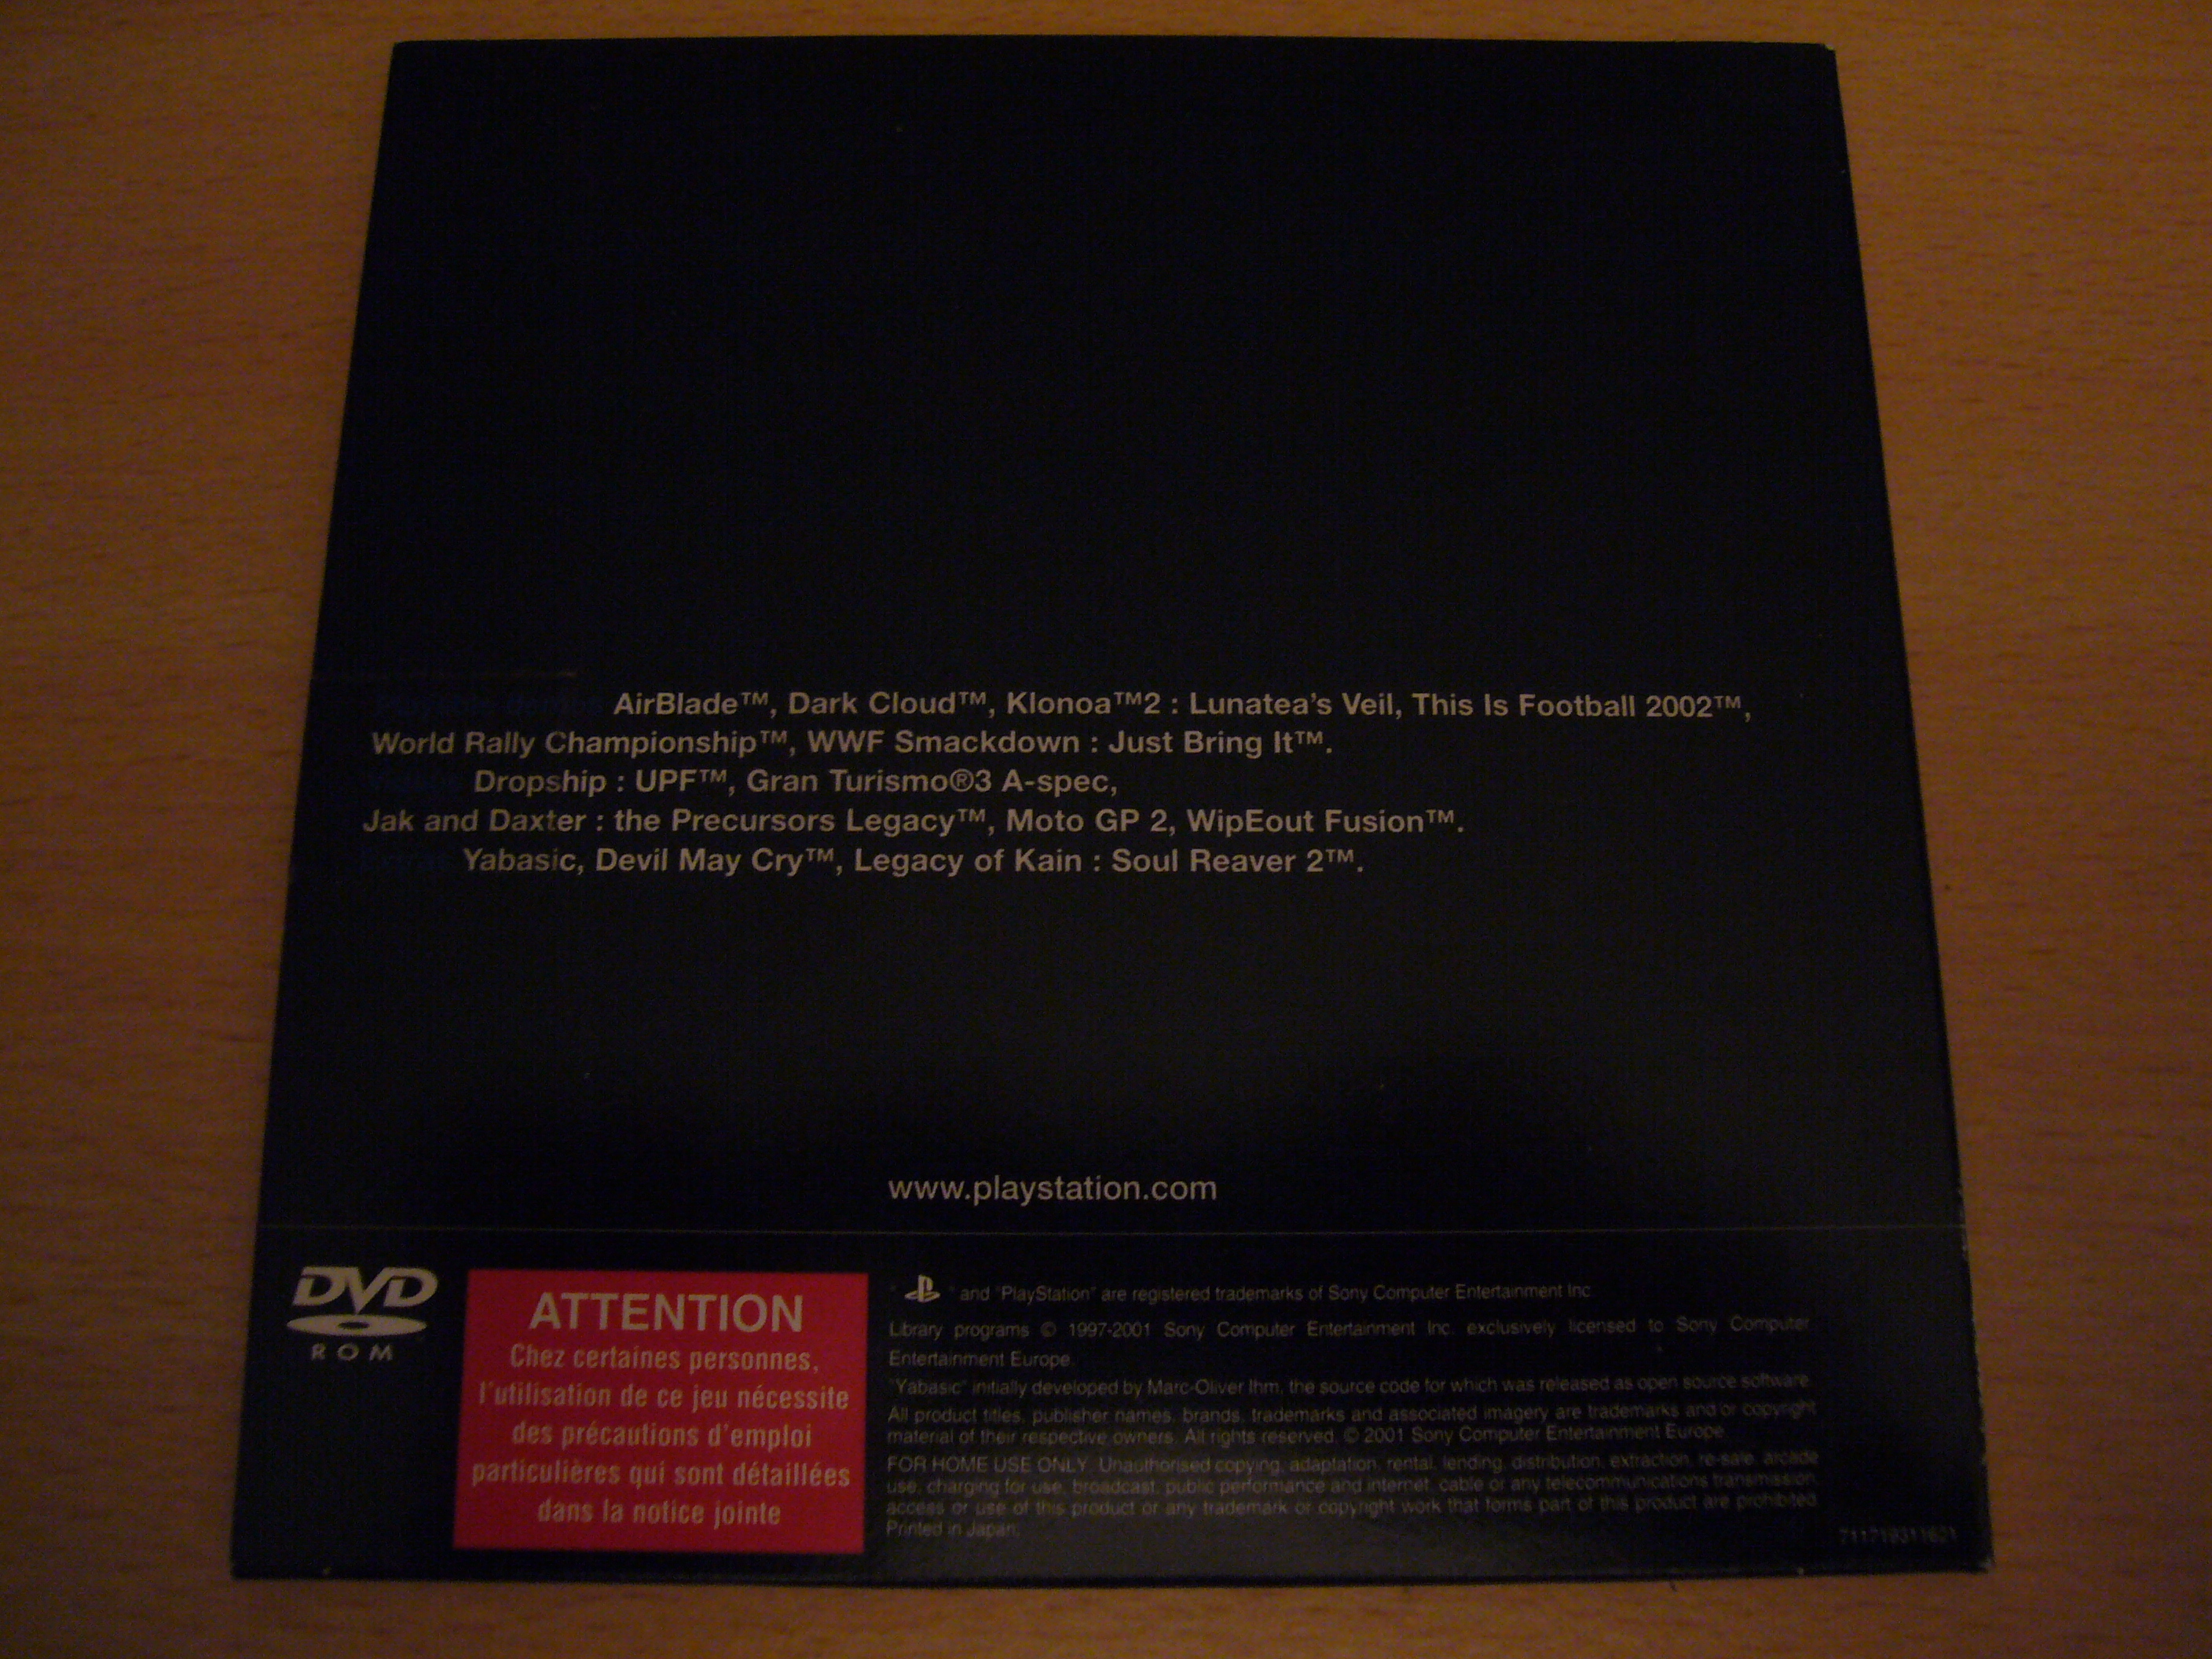 Playable demos AirBlade™, Dark Cloud™, Klonoa™2 : Lunatea's Veil, This Is Football 2002™,
World Rally Championship™, WWF Smackdown : Just Bring It™.
Dropship : UPF™, Gran Turismo®3 A-spec,
Jak and Daxter : the Precursors Legacy™, Moto GP 2, WipEout Fusion™.
Extras Yabasic, Devil May Cry™, Legacy of Kain : Soul Reaver 2™.
www.playstation.com
DVD
ROM
ATTENTION
Chez certaines personnes,
l'utilisation de ce jeu nécessite
des précautions d'emploi
particulières qui sont détaillées
dans la notice jointe
" " and "PlayStation" are registered trademarks of Sony Computer Entertainment Inc
Library programs © 1997-2001 Sony Computer Entertainment Inc. exclusively licensed to Sony Computer
Entertainment Europe.
"Yabasic" initially developed by Marc-Oliver Ihm, the source code for which was released as open source software.
All product titles, publisher names, brands, trademarks and associated imagery are trademarks and/or copyright
material of their respective owners. All rights reserved. © 2001 Sony Computer Entertainment Europe.
FOR HOME USE ONLY. Unauthorised copying, adaptation, rental, lending, distribution, extraction, re-sale, arcade
use, charging for use, broadcast, public performance and internet, cable or any telecommunications transmission,
access or use of this product or any trademark or copyright work that forms part of this product are prohibited.
Printed in Japan.
711719311621